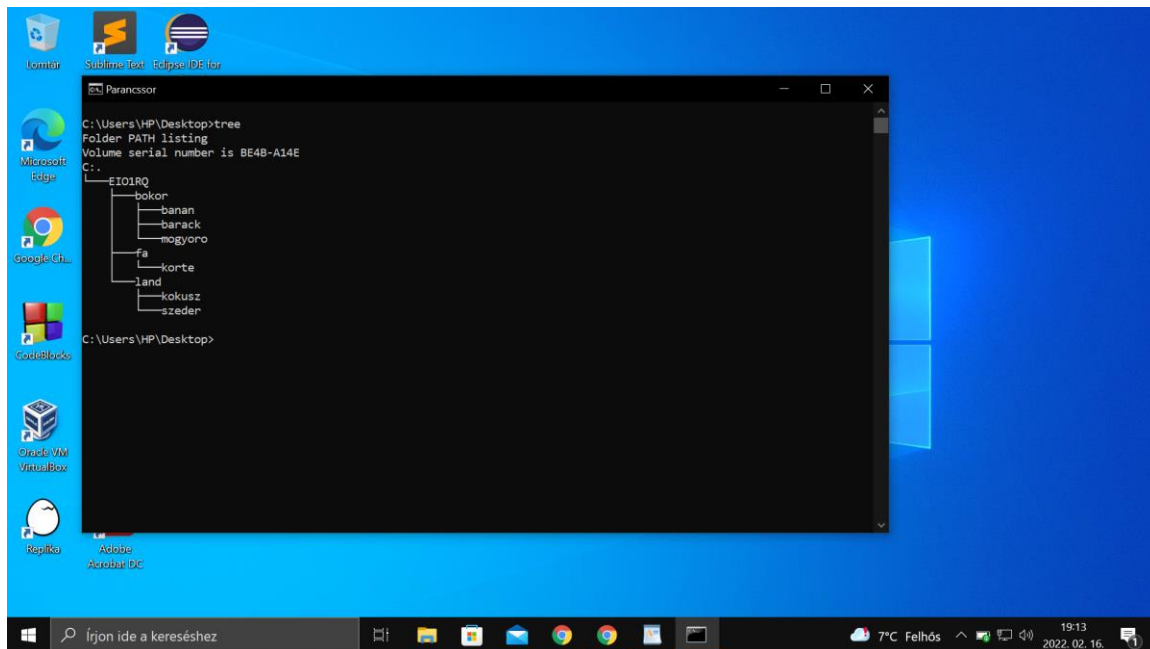 Lomtár
Sublime Text
Eclipse IDE for
Parancssor
C:\Users\HP\Desktop>tree
Folder PATH listing
Volume serial number is BE4B-A14E
C:.
└───EIO1RQ
    ├───bokor
    │   ├───banan
    │   ├───barack
    │   └───mogyoro
    ├───fa
    │   └───korte
    └───land
        ├───kokusz
        └───szeder
C:\Users\HP\Desktop>
Microsoft
Edge
Google Ch...
CodeBlocks
Oracle VM
VirtualBox
Replika
Adobe
Acrobat DC
Írjon ide a kereséshez
7°C Felhős
19:13
2022. 02. 16.
1